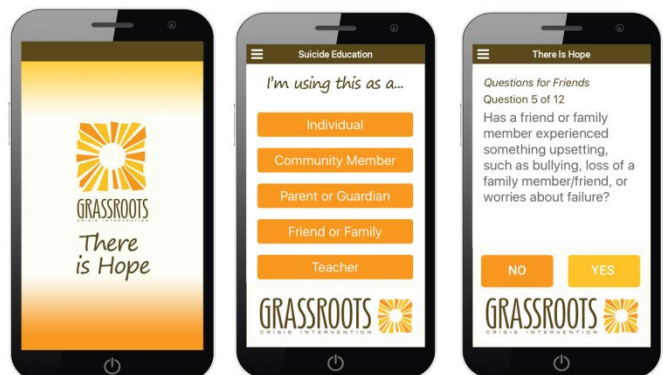 GRASSROOTS
CRISIS INTERVENTION
There
is Hope
Suicide Education
I'm using this as a...
Individual
Community Member
Parent or Guardian
Friend or Family
Teacher
GRASSROOTS
CRISIS INTERVENTION
There Is Hope
Questions for Friends
Question 5 of 12
Has a friend or family
member experienced
something upsetting,
such as bullying, loss of a
family member/friend, or
worries about failure?
NO
YES
GRASSROOTS
CRISIS INTERVENTION